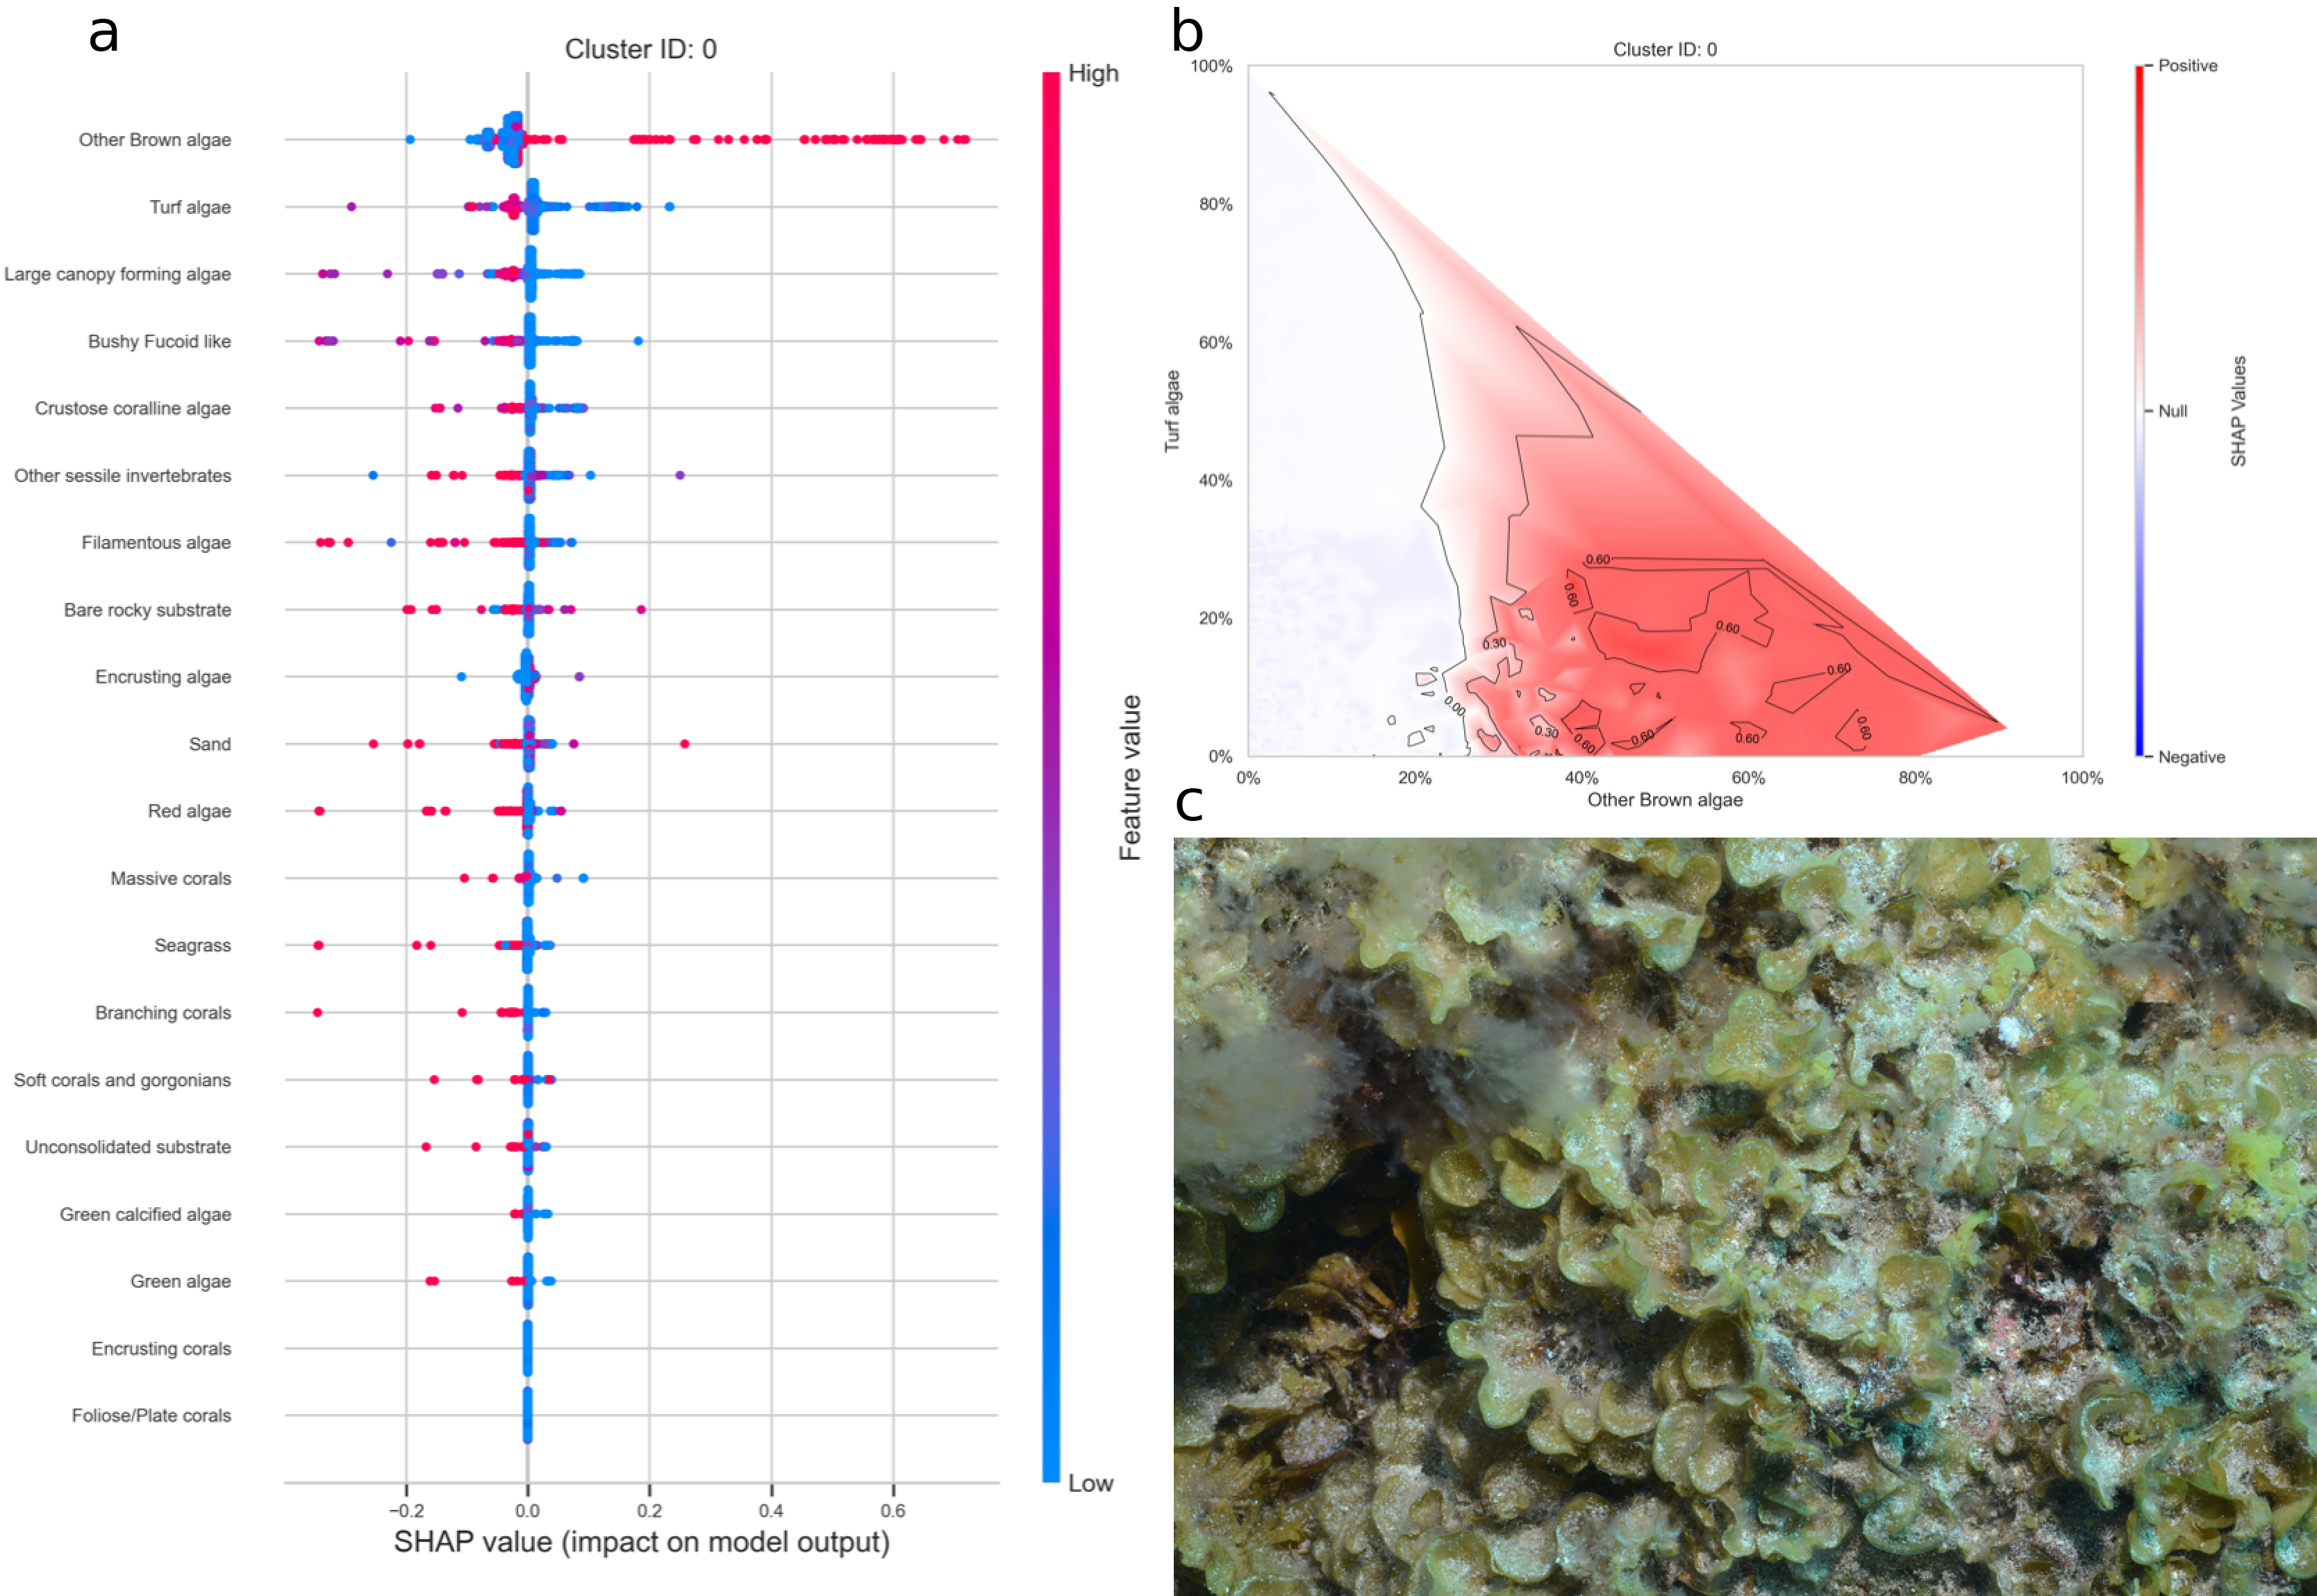 a
Cluster ID: 0
High
Other Brown algae
Turf algae
Large canopy forming algae
Bushy Fucoid like
Crustose coralline algae
Other sessile invertebrates
Filamentous algae
Bare rocky substrate
Encrusting algae
Sand
Red algae
Massive corals
Seagrass
Branching corals
Soft corals and gorgonians
Unconsolidated substrate
Green calcified algae
Green algae
Encrusting corals
Foliose/Plate corals
Feature value
Low
−0.2 0.0 0.2 0.4 0.6
SHAP value (impact on model output)
b
Cluster ID: 0
100%
80%
60%
40%
20%
0%
Turf algae
0.60
0.60
0.60
0.30
0.60
0.00
0.30
0.60
0.60
0.60
0.60
0% 20% 40% 60% 80% 100%
Other Brown algae
Positive
Null
Negative
SHAP Values
c